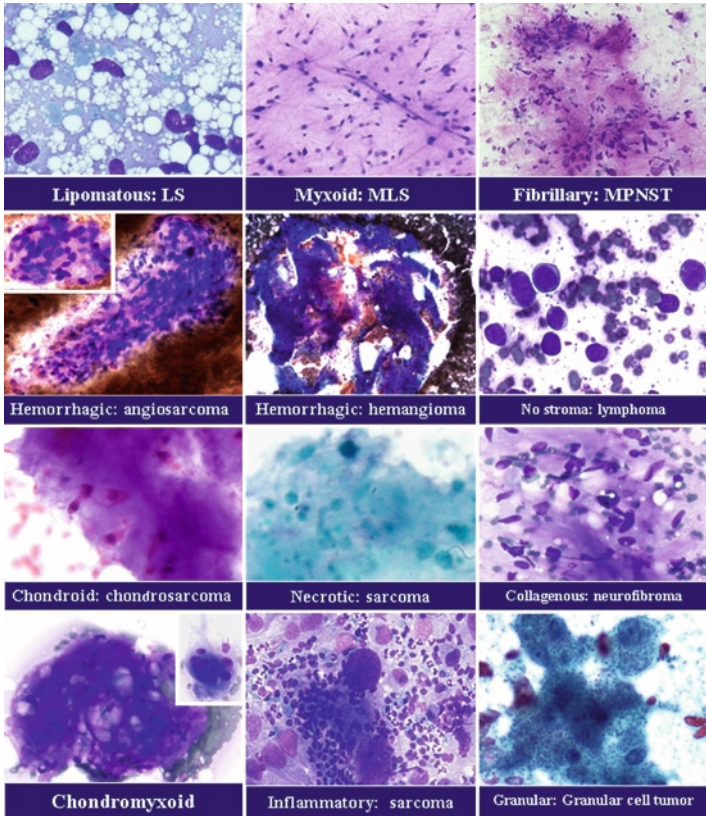 Lipomatous: LS
Myxoid: MLS
Fibrillary: MPNST
Hemorrhagic: angiosarcoma
Hemorrhagic: hemangioma
No stroma: lymphoma
Chondroid: chondrosarcoma
Necrotic: sarcoma
Collagenous: neurofibroma
Chondromyxoid
Inflammatory: sarcoma
Granular: Granular cell tumor